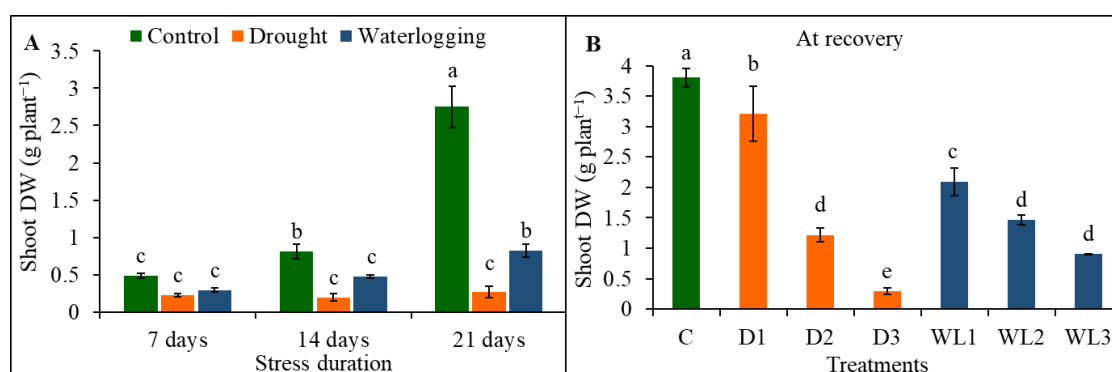 A
Control Drought Waterlogging
Shoot DW (g plant⁻¹)
3.5
3
2.5
2
1.5
1
0.5
0
c c c
b c c
a c b
7 days 14 days 21 days
Stress duration
B
At recovery
Shoot DW (g planᵗ⁻¹)
4
3.5
3
2.5
2
1.5
1
0.5
0
a b d e c d d
C D1 D2 D3 WL1 WL2 WL3
Treatments